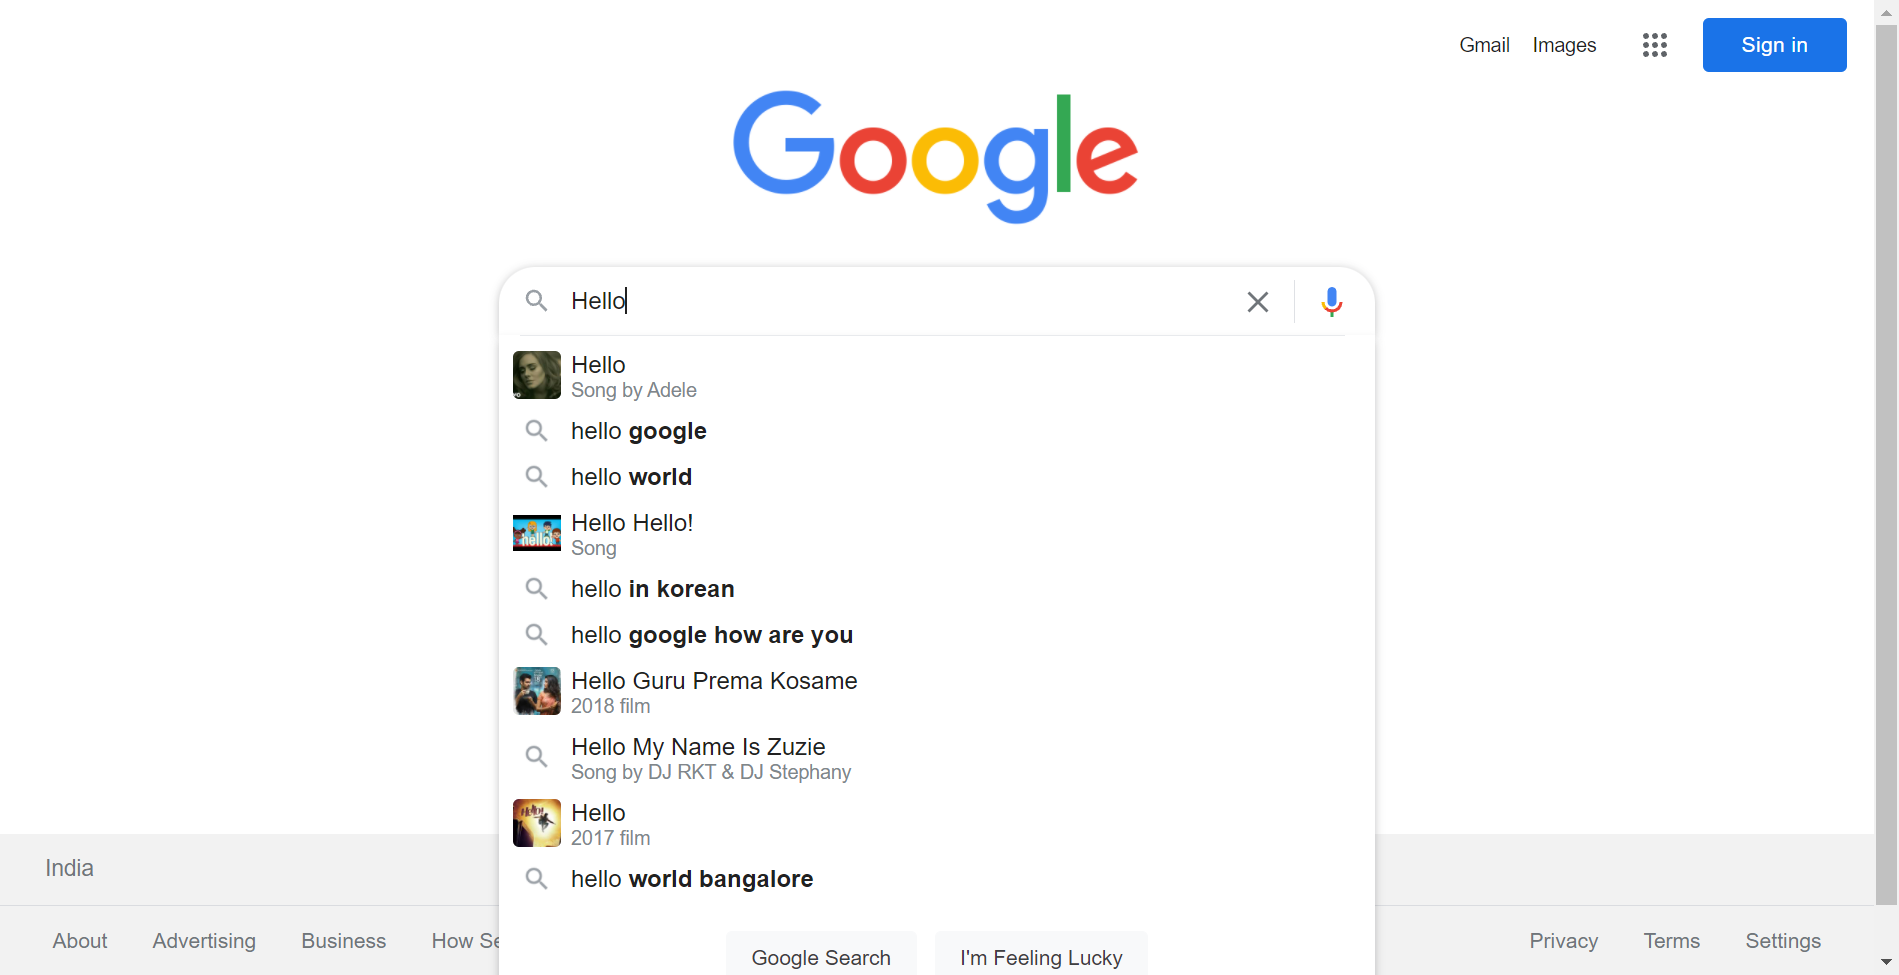 Gmail Images Sign in
Google
Hello
Hello
Song by Adele
hello google
hello world
Hello Hello!
Song
hello in korean
hello google how are you
Hello Guru Prema Kosame
2018 film
Hello My Name Is Zuzie
Song by DJ RKT & DJ Stephany
Hello
2017 film
hello world bangalore
Google Search I'm Feeling Lucky
India
About Advertising Business How Se
Privacy Terms Settings